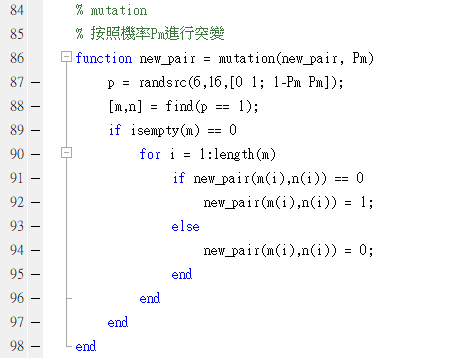 84 % mutation
85 % 按照機率Pm進行突變
86 function new_pair = mutation(new_pair, Pm)
87 — p = randsrc(6,16,[0 1; 1-Pm Pm]);
88 — [m,n] = find(p == 1);
89 — if isempty(m) == 0
90 — for i = 1:length(m)
91 — if new_pair(m(i),n(i)) == 0
92 — new_pair(m(i),n(i)) = 1;
93 — else
94 — new_pair(m(i),n(i)) = 0;
95 — end
96 — end
97 — end
98 — end